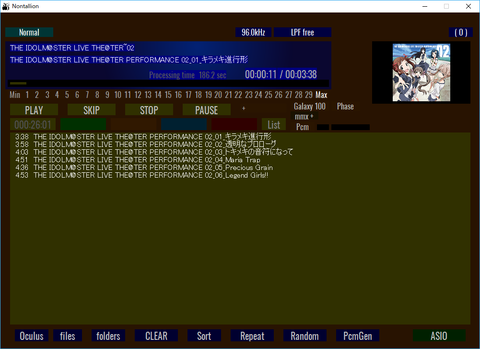 Nontallion
Normal 96.0kHz LPF free ( 0 )
THE IDOLM@STER LIVE THE@TER~02
THE IDOLM@STER LIVE THE@TER PERFORMANCE 02_01_キラメキ進行形
Processing time 186.2 sec 00:00:11 / 00:03:38
12
Min 1 2 3 4 5 6 7 8 9 10 11 12 13 14 15 16 17 18 19 20 21 22 23 24 25 26 27 28 29 Max
PLAY SKIP STOP PAUSE + Galaxy 100 Phase
mmx +
000:26:01 List Pcm
3:38 THE IDOLM@STER LIVE THE@TER PERFORMANCE 02_01_キラメキ進行形
3:58 THE IDOLM@STER LIVE THE@TER PERFORMANCE 02_02_透明なプロローグ
4:03 THE IDOLM@STER LIVE THE@TER PERFORMANCE 02_03_トキメキの音符になって
4:51 THE IDOLM@STER LIVE THE@TER PERFORMANCE 02_04_Maria Trap
4:36 THE IDOLM@STER LIVE THE@TER PERFORMANCE 02_05_Precious Grain
4:53 THE IDOLM@STER LIVE THE@TER PERFORMANCE 02_06_Legend Girls!!
Oculus files folders CLEAR Sort Repeat Random PcmGen ASIO